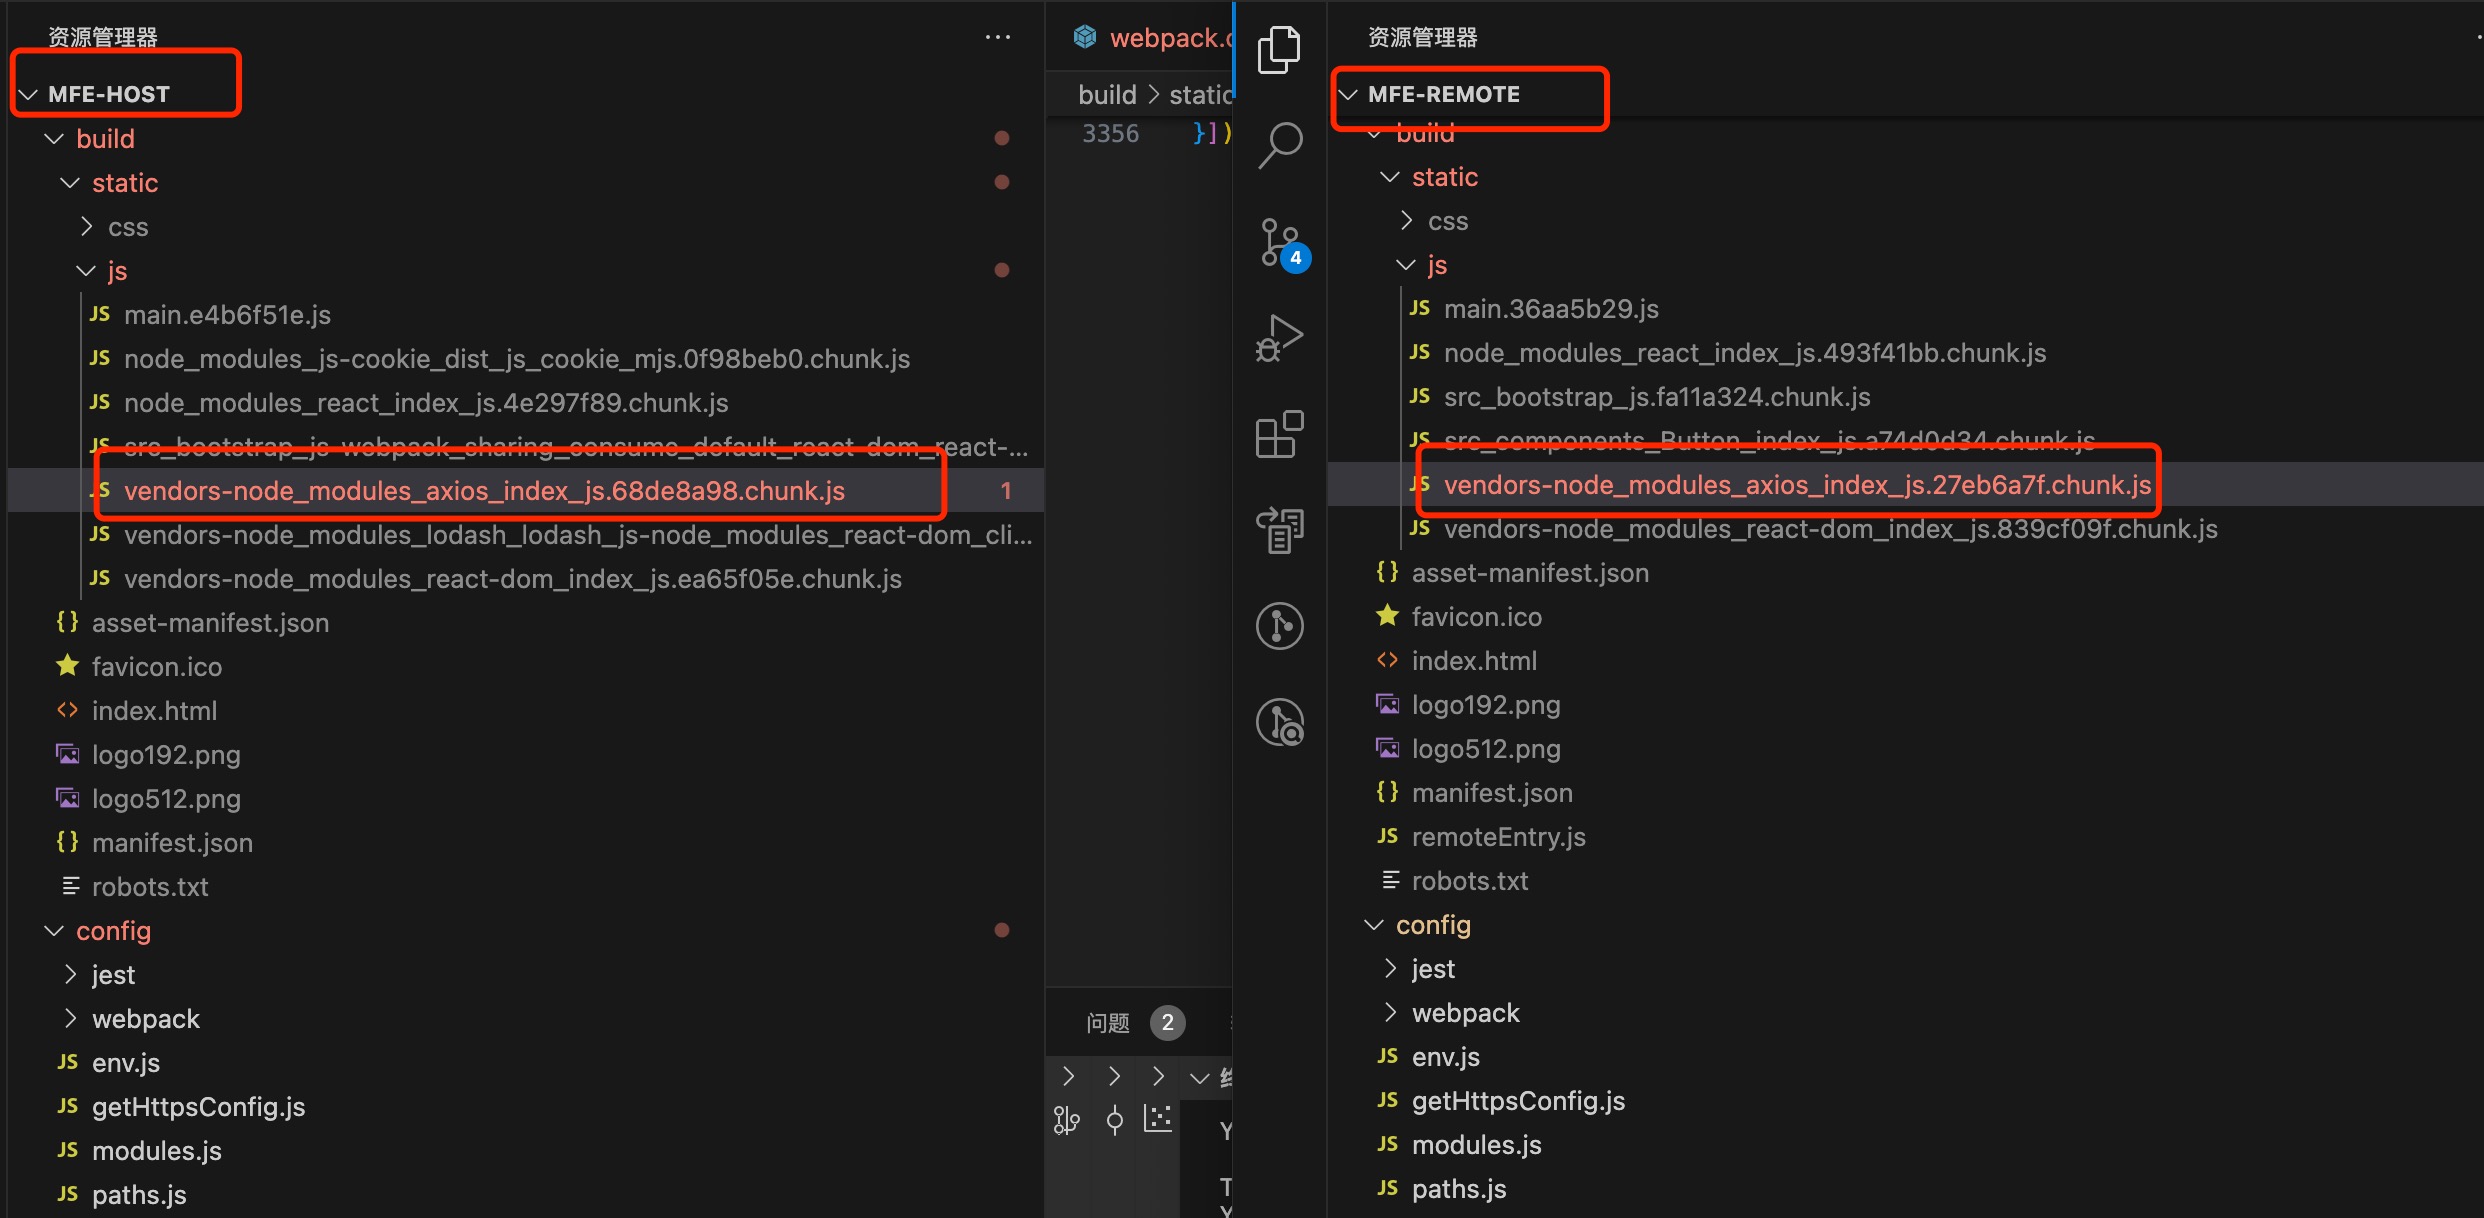 资源管理器
MFE-HOST
build
static
css
js
JS main.e4b6f51e.js
JS node_modules_js-cookie_dist_js_cookie_mjs.0f98beb0.chunk.js
JS node_modules_react_index_js.4e297f89.chunk.js
JS src_bootstrap_js-webpack_sharing_consume_default_react-dom_react-...
JS vendors-node_modules_axios_index_js.68de8a98.chunk.js 1
JS vendors-node_modules_lodash_lodash_js-node_modules_react-dom_cli...
JS vendors-node_modules_react-dom_index_js.ea65f05e.chunk.js
{} asset-manifest.json
favicon.ico
<> index.html
logo192.png
logo512.png
{} manifest.json
robots.txt
config
jest
webpack
JS env.js
JS getHttpsConfig.js
JS modules.js
JS paths.js
webpack.c
build > static
3356 }])
问题 2
Y
T
Y
4
资源管理器
MFE-REMOTE
build
static
css
js
JS main.36aa5b29.js
JS node_modules_react_index_js.493f41bb.chunk.js
JS src_bootstrap_js.fa11a324.chunk.js
JS src_components_Button_index_js.a74d0d34.chunk.js
JS vendors-node_modules_axios_index_js.27eb6a7f.chunk.js
JS vendors-node_modules_react-dom_index_js.839cf09f.chunk.js
{} asset-manifest.json
favicon.ico
<> index.html
logo192.png
logo512.png
{} manifest.json
JS remoteEntry.js
robots.txt
config
jest
webpack
JS env.js
JS getHttpsConfig.js
JS modules.js
JS paths.js